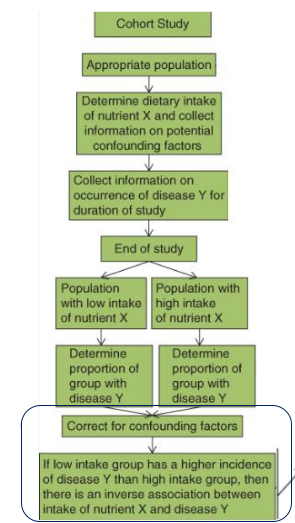 Cohort Study
Appropriate population
Determine dietary intake
of nutrient X and collect
information on potential
confounding factors
Collect information on
occurrence of disease Y for
duration of study
End of study
Population
with low intake
of nutrient X
Population with
high intake
of nutrient X
Determine
proportion of
group with
disease Y
Determine
proportion of
group with
disease Y
Correct for confounding factors
If low intake group has a higher incidence
of disease Y than high intake group, then
there is an inverse association between
intake of nutrient X and disease Y